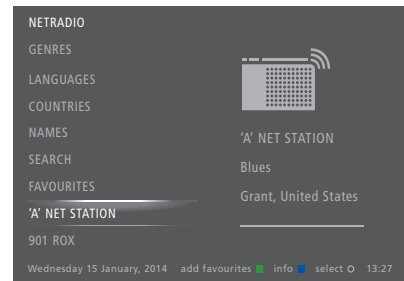 NETRADIO
GENRES
LANGUAGES
COUNTRIES
NAMES
SEARCH
FAVOURITES
‘A’ NET STATION
901 ROX
‘A’ NET STATION
Blues
Grant, United States
Wednesday 15 January, 2014 add favourites info select 13:27